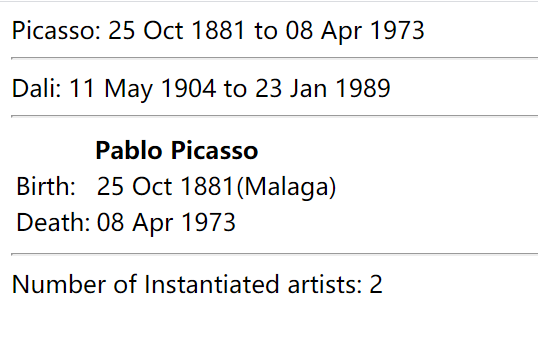 Picasso: 25 Oct 1881 to 08 Apr 1973
Dali: 11 May 1904 to 23 Jan 1989
Pablo Picasso
Birth: 25 Oct 1881(Malaga)
Death: 08 Apr 1973
Number of Instantiated artists: 2